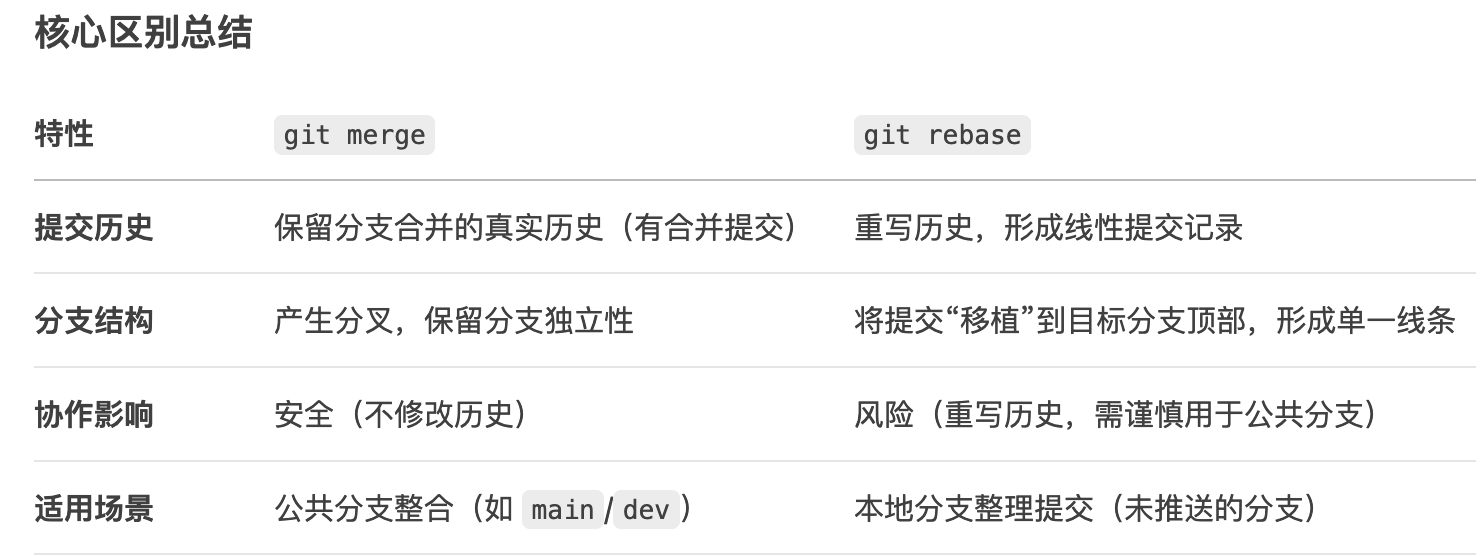 核心区别总结
特性 git merge git rebase
提交历史 保留分支合并的真实历史（有合并提交） 重写历史，形成线性提交记录
分支结构 产生分叉，保留分支独立性 将提交“移植”到目标分支顶部，形成单一线条
协作影响 安全（不修改历史） 风险（重写历史，需谨慎用于公共分支）
适用场景 公共分支整合（如 main/dev） 本地分支整理提交（未推送的分支）